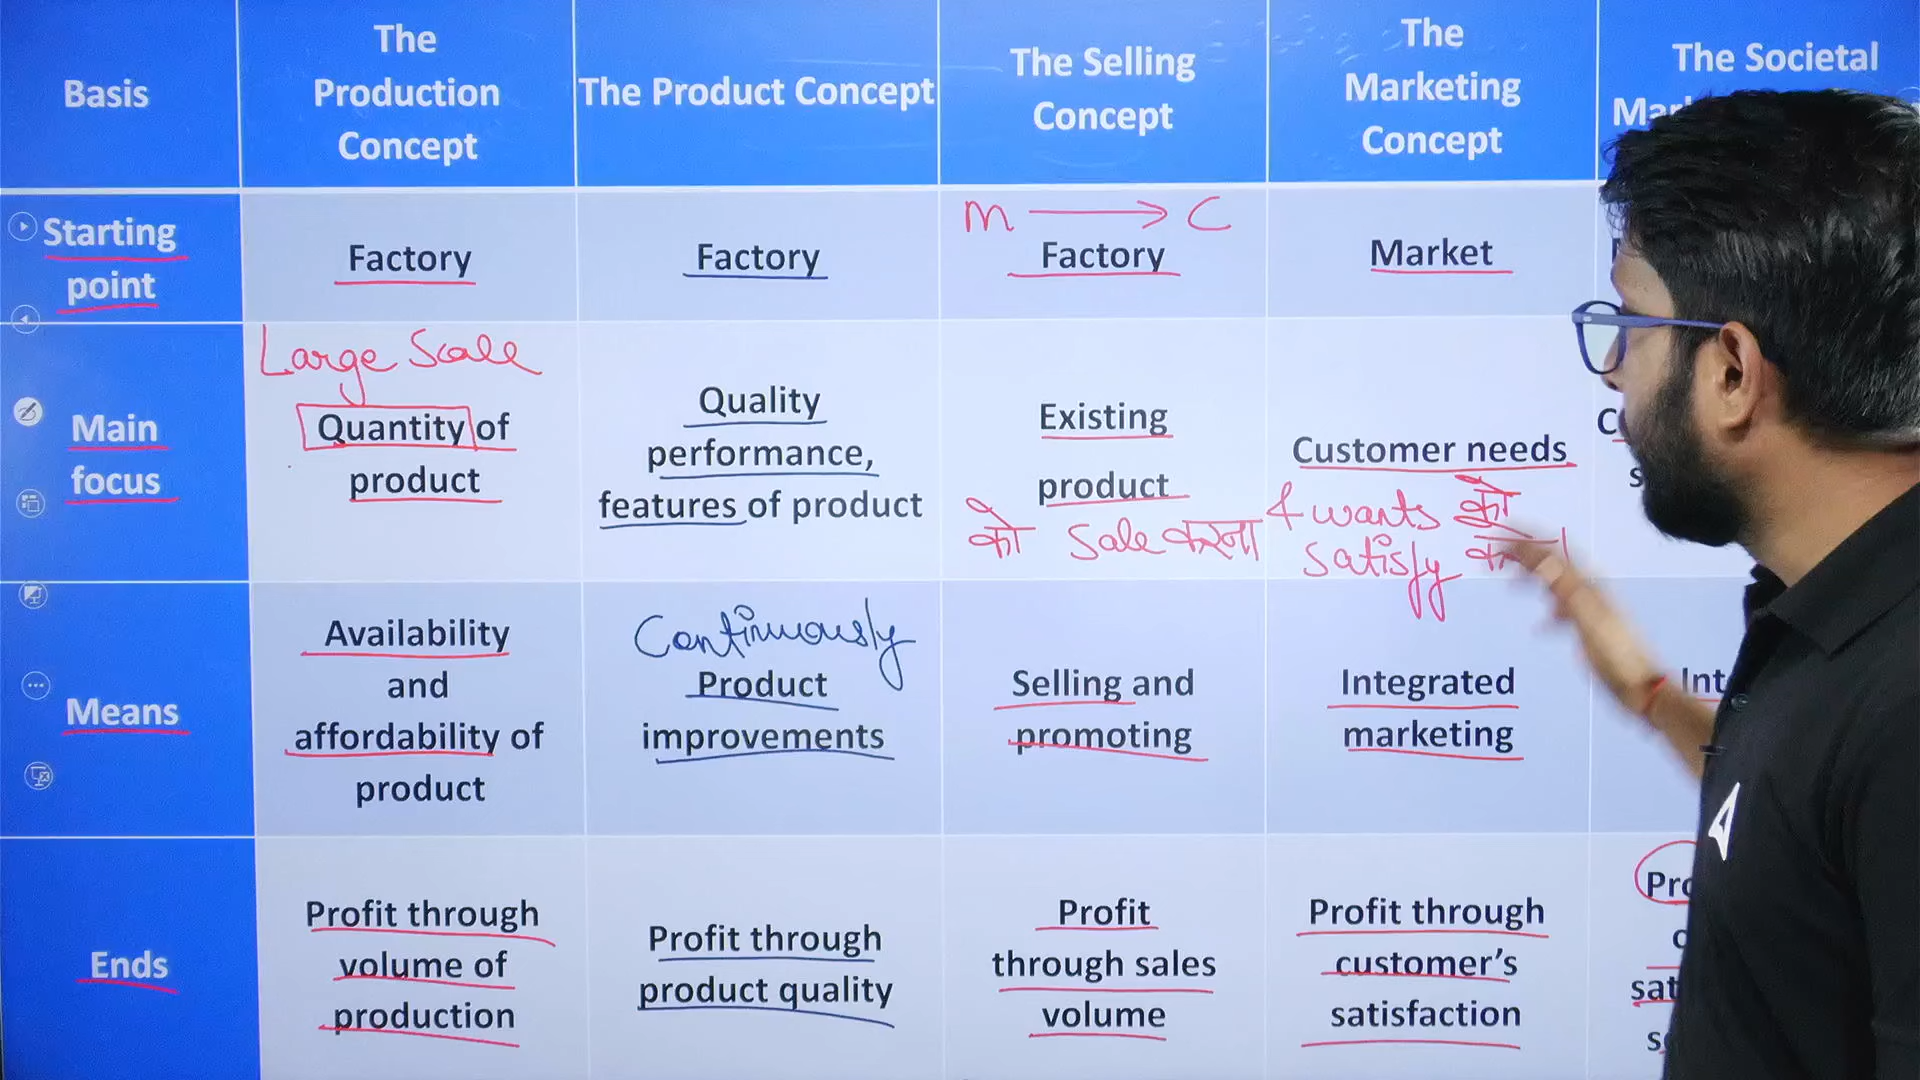 Basis
The
Production
Concept
The Product Concept
The Selling
Concept
The
Marketing
Concept
The Societal
Starting
point
Factory
Factory
M → C
Factory
Market
Main
focus
Large Scale
Quantity of
product
Quality
performance,
features of product
Existing
product
को Sale करना
Customer needs
& wants को
satisfy
Means
Availability
and
affordability of
product
Continuously
Product
improvements
Selling and
promoting
Integrated
marketing
Ends
Profit through
volume of
production
Profit through
product quality
Profit
through sales
volume
Profit through
customer's
satisfaction